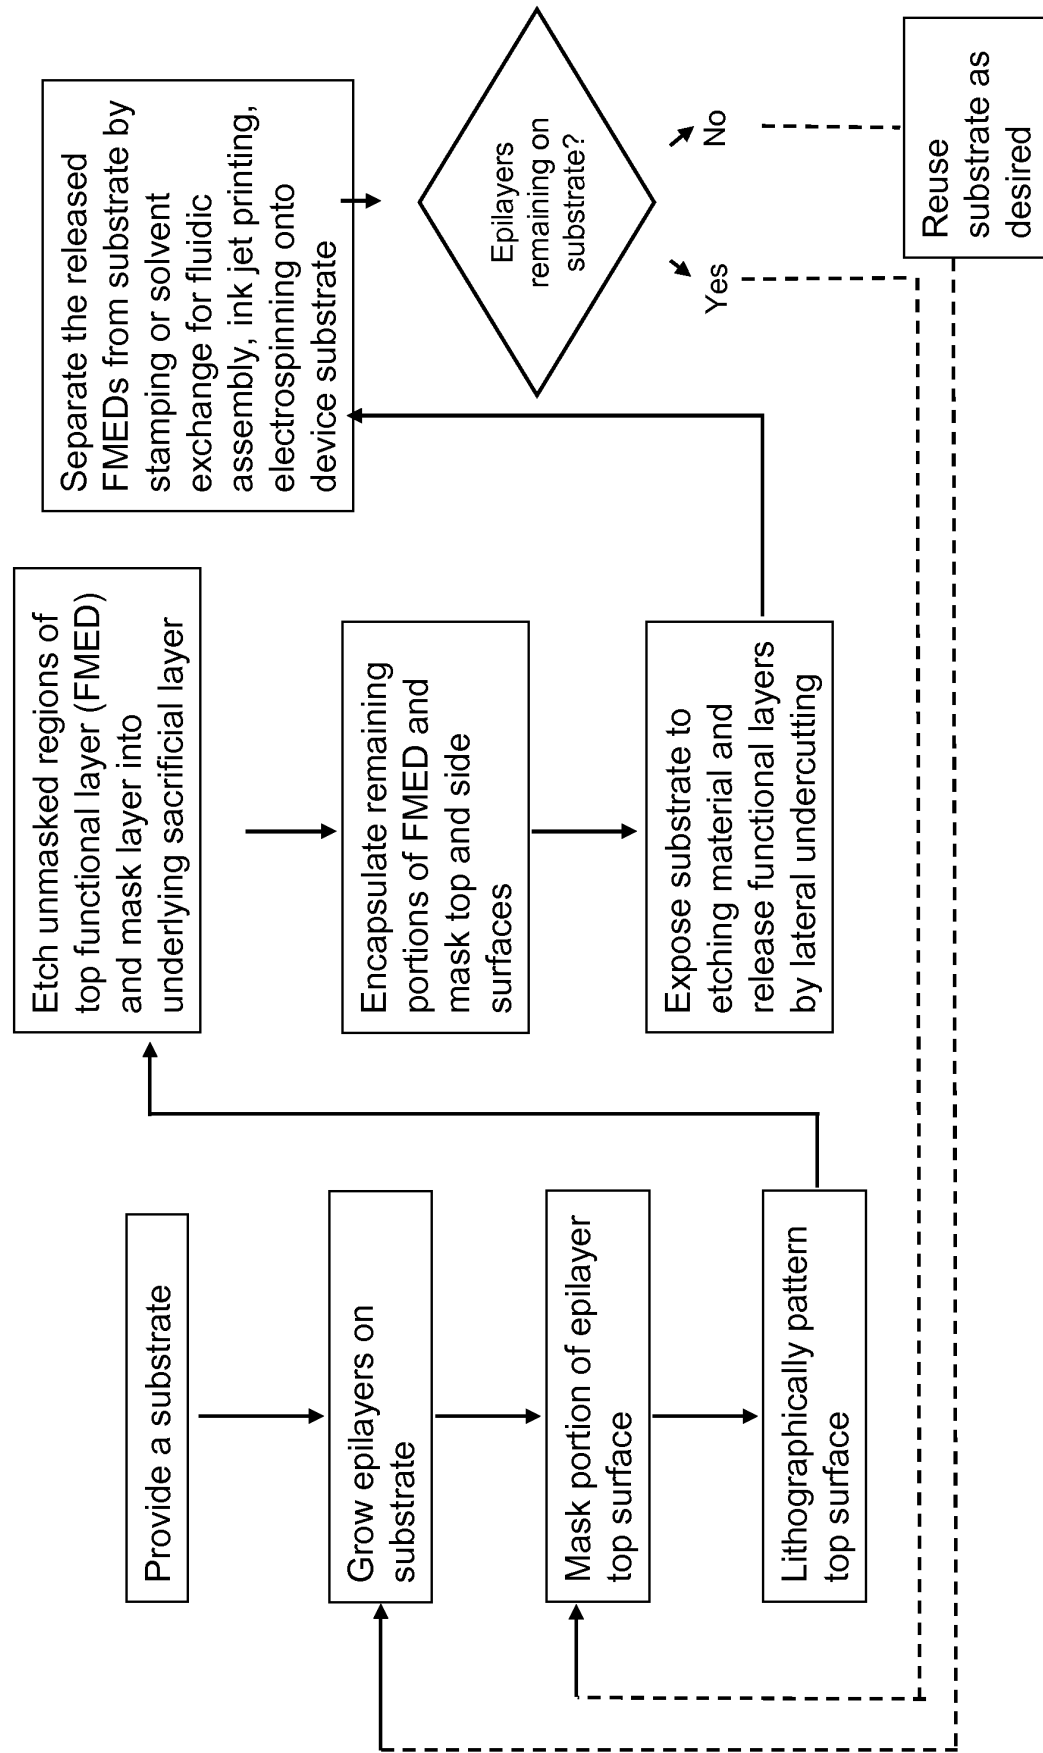 Provide a substrate
Grow epilayers on
substrate
Mask portion of epilayer
top surface
Lithographically pattern
top surface
Etch unmasked regions of
top functional layer (FMED)
and mask layer into
underlying sacrificial layer
Encapsulate remaining
portions of FMED and
mask top and side
surfaces
Expose substrate to
etching material and
release functional layers
by lateral undercutting
Separate the released
FMEDs from substrate by
stamping or solvent
exchange for fluidic
assembly, ink jet printing,
electrospinning onto
device substrate
Epilayers
remaining on
substrate?
Yes
No
Reuse
substrate as
desired